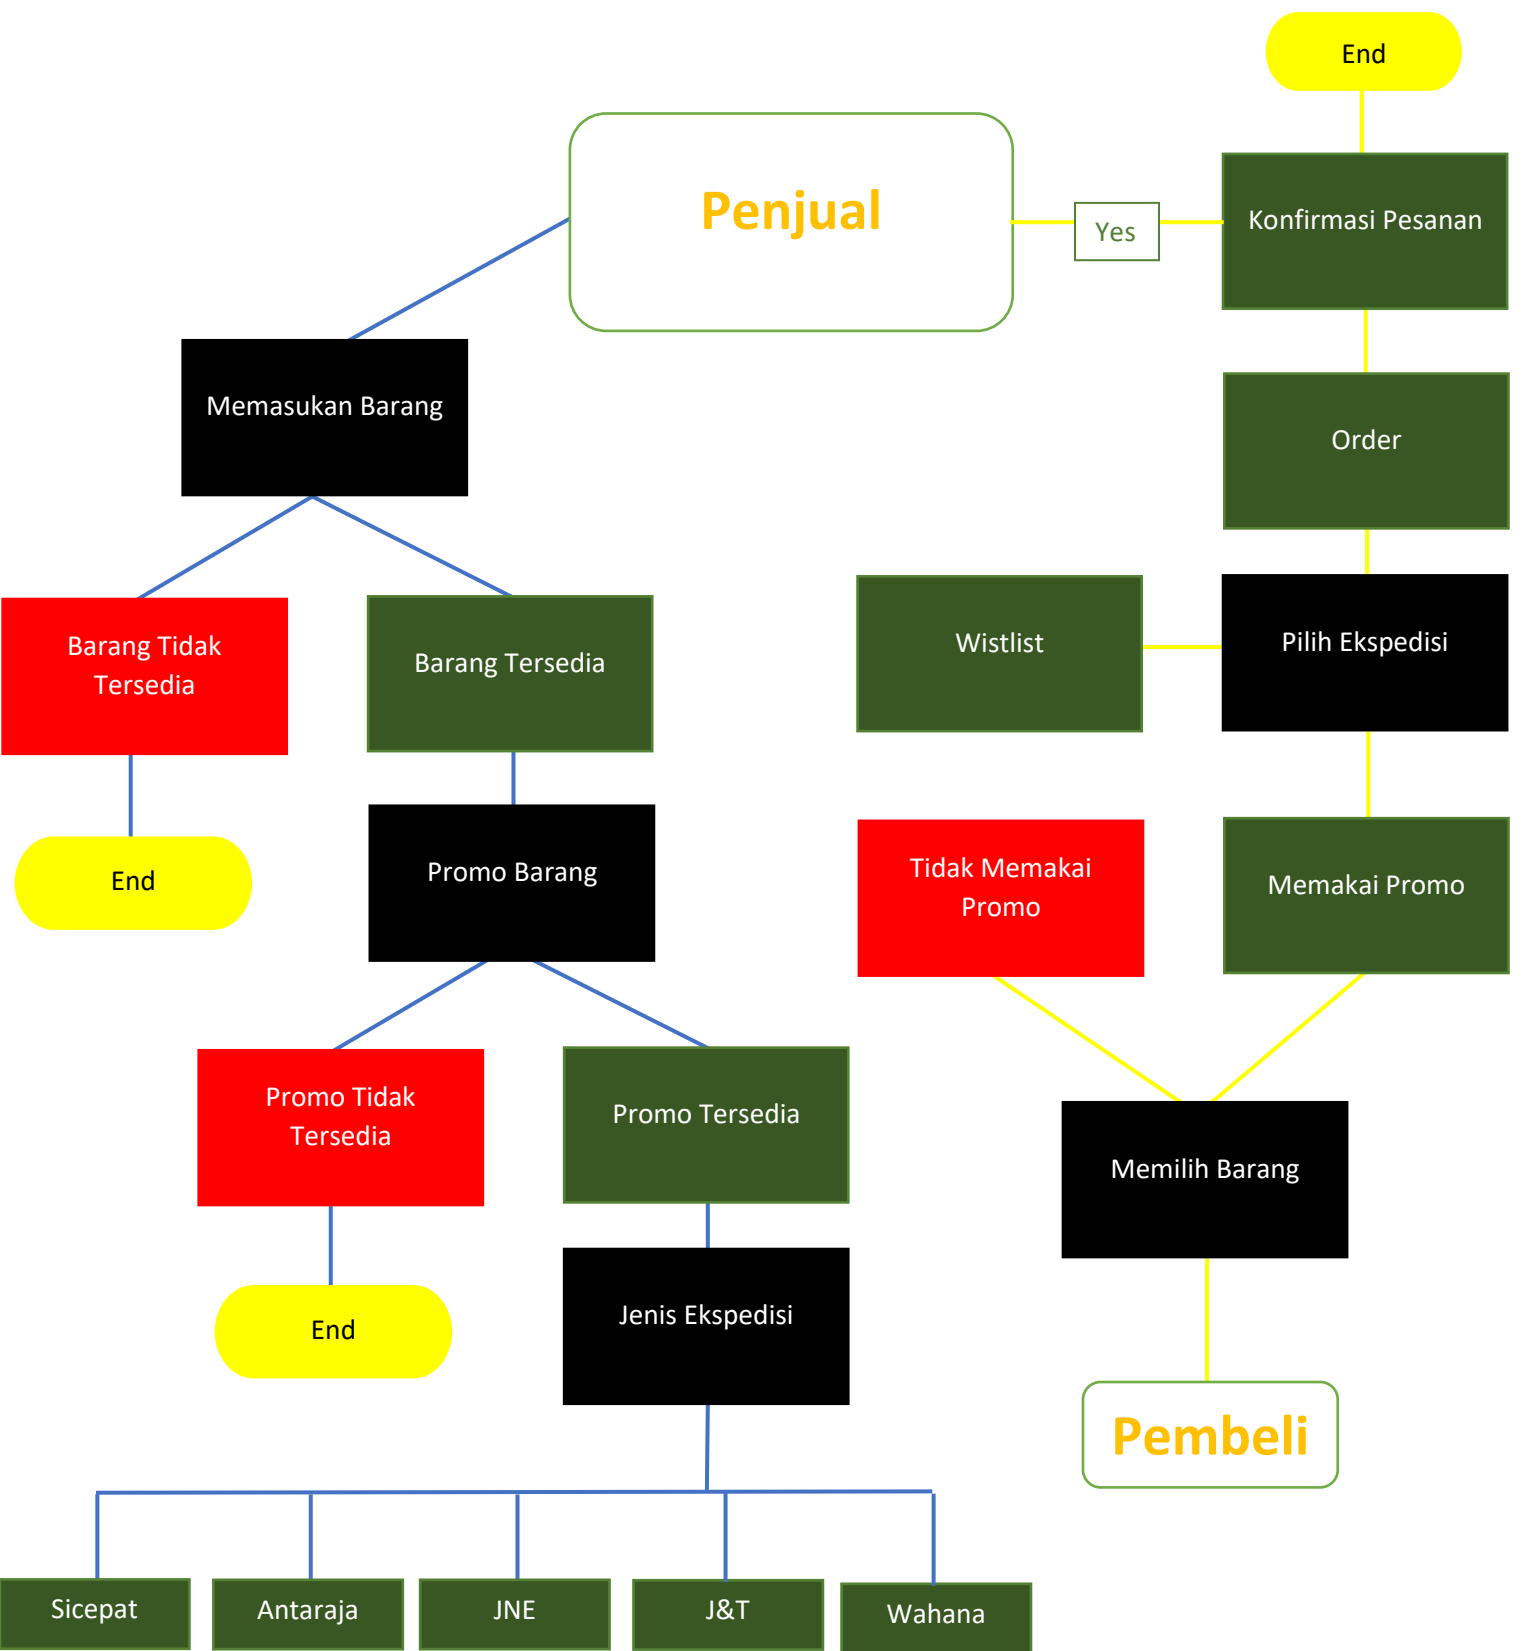 End
Penjual
Yes
Konfirmasi Pesanan
Memasukan Barang
Order
Barang Tidak
Tersedia
Barang Tersedia
Wistlist
Pilih Ekspedisi
End
Promo Barang
Tidak Memakai
Promo
Memakai Promo
Promo Tidak
Tersedia
Promo Tersedia
Memilih Barang
End
Jenis Ekspedisi
Pembeli
Sicepat
Antaraja
JNE
J&T
Wahana